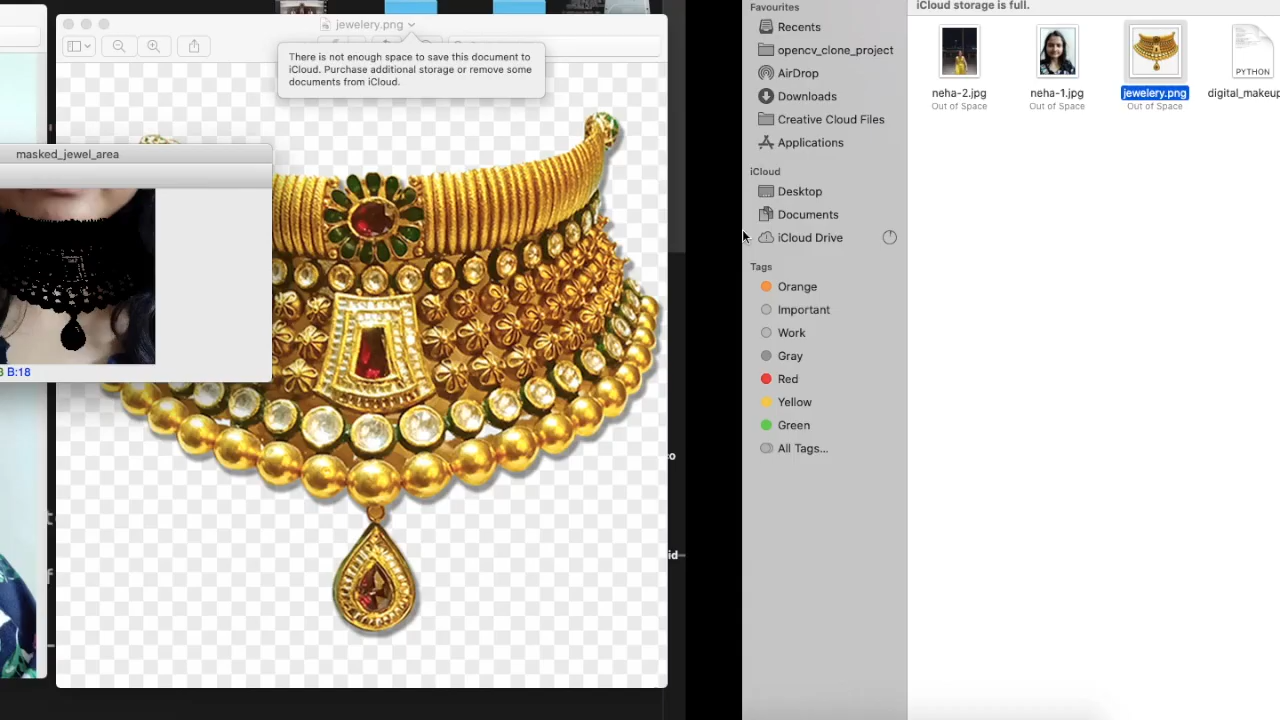 jewelery.png
There is not enough space to save this document to
iCloud. Purchase additional storage or remove some
documents from iCloud.
masked_jewel_area
B:18
Favourites
Recents
opencv_clone_project
AirDrop
Downloads
Creative Cloud Files
Applications
iCloud
Desktop
Documents
iCloud Drive
Tags
Orange
Important
Work
Gray
Red
Yellow
Green
All Tags...
iCloud storage is full.
neha-2.jpg
Out of Space
neha-1.jpg
Out of Space
jewelery.png
Out of Space
PYTHON
digital_makeup